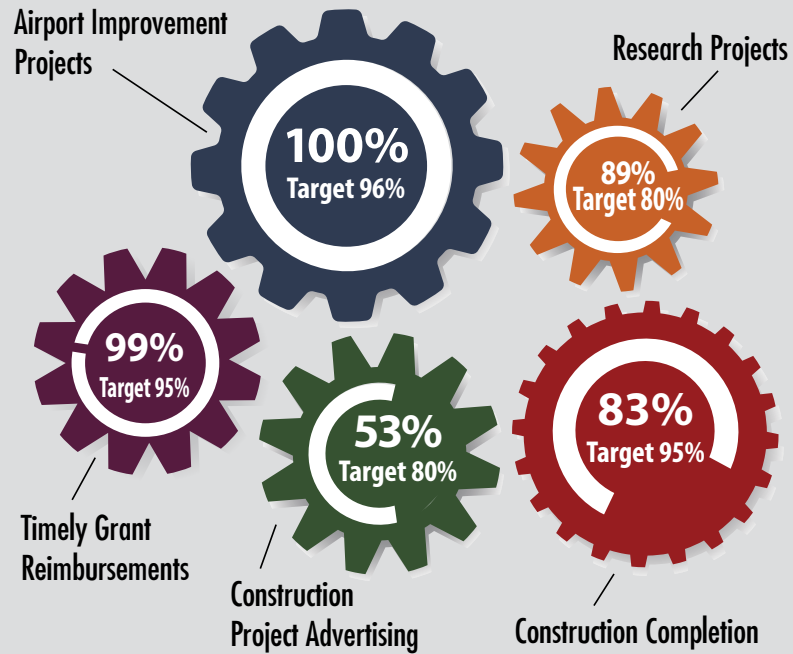 Airport Improvement
Projects
100%
Target 96%
Research Projects
89%
Target 80%
99%
Target 95%
Timely Grant
Reimbursements
53%
Target 80%
Construction
Project Advertising
83%
Target 95%
Construction Completion